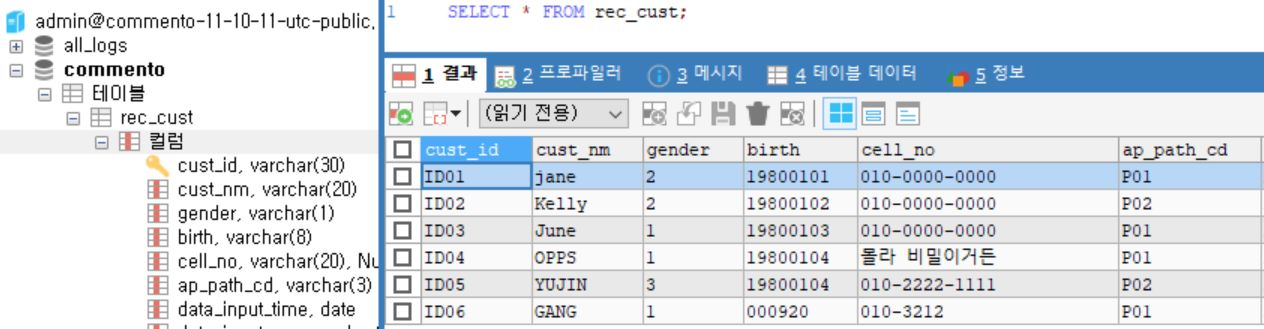 admin@commento-11-10-11-utc-public.
all_logs
commento
테이블
rec_cust
컬럼
cust_id, varchar(30)
cust_nm, varchar(20)
gender, varchar(1)
birth, varchar(8)
cell_no, varchar(20), Nu
ap_path_cd, varchar(3)
data_input_time, date
1 SELECT * FROM rec_cust;
1 결과 2 프로파일러 3 메시지 4 테이블 데이터 5 정보
(읽기 전용)
cust_id cust_nm gender birth cell_no ap_path_cd
ID01 jane 2 19800101 010-0000-0000 P01
ID02 Kelly 2 19800102 010-0000-0000 P02
ID03 June 1 19800103 010-0000-0000 P01
ID04 OPPS 1 19800104 몰라 비밀이거든 P01
ID05 YUJIN 3 19800104 010-2222-1111 P02
ID06 GANG 1 000920 010-3212 P01